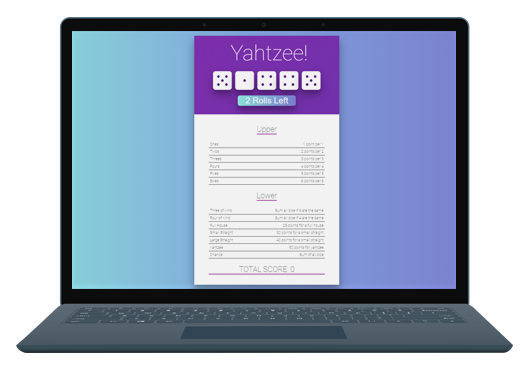 Yahtzee!
2 Rolls Left
Upper
Ones 1 point per 1
Twos 2 points per 2
Threes 3 points per 3
Fours 4 points per 4
Fives 5 points per 5
Sixes 6 points per 6
Lower
Three of Kind Sum all dice if 3 are the same
Four of Kind Sum all dice if 4 are the same
Full House 25 points for a full house
Small Straight 30 points for a small straight
Large Straight 40 points for a large straight
Yahtzee 50 points for yahtzee
Chance Sum of all dice
TOTAL SCORE: 0